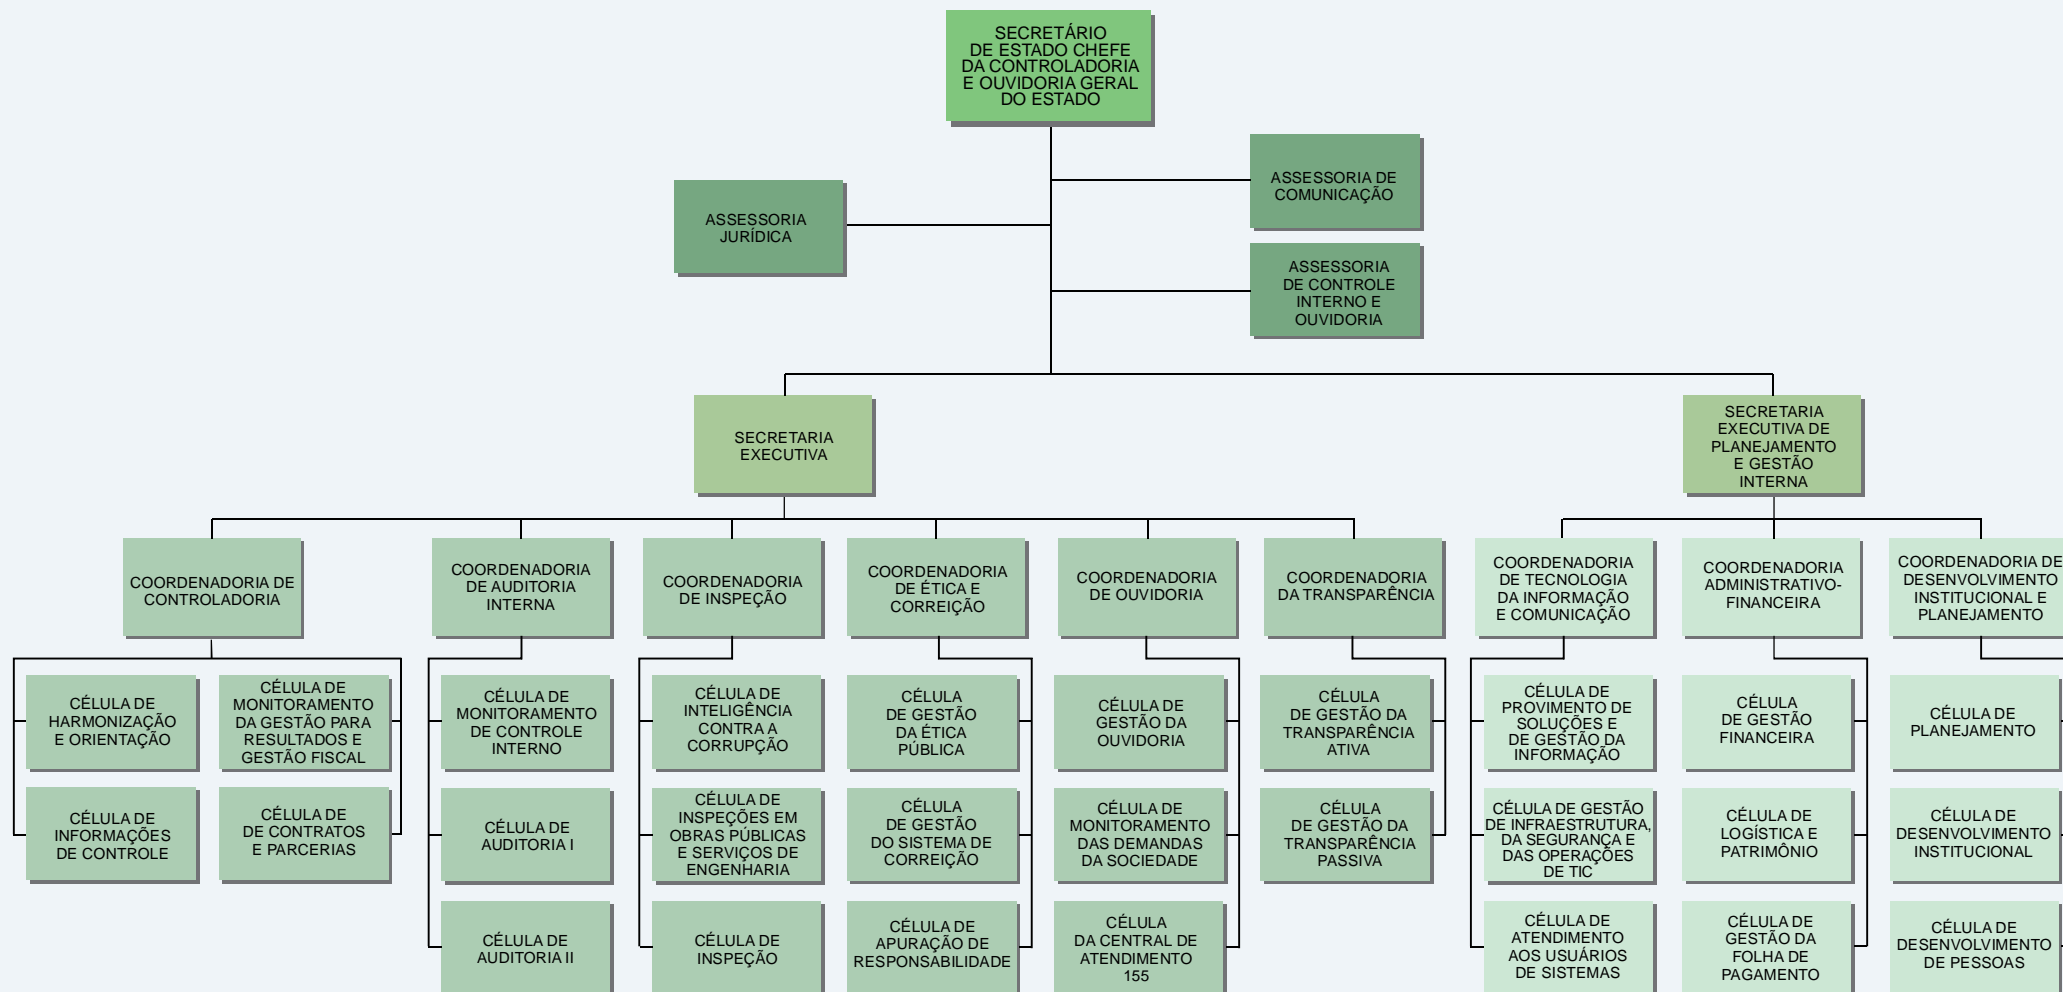 SECRETÁRIO
DE ESTADO CHEFE
DA CONTROLADORIA
E OUVIDORIA GERAL
DO ESTADO
ASSESSORIA DE
COMUNICAÇÃO
ASSESSORIA
JURÍDICA
ASSESSORIA
DE CONTROLE
INTERNO E
OUVIDORIA
SECRETARIA
EXECUTIVA
SECRETARIA
EXECUTIVA DE
PLANEJAMENTO
E GESTÃO
INTERNA
COORDENADORIA DE
CONTROLADORIA
COORDENADORIA
DE AUDITORIA
INTERNA
COORDENADORIA
DE INSPEÇÃO
COORDENADORIA
DE ÉTICA E
CORREIÇÃO
COORDENADORIA
DE OUVIDORIA
COORDENADORIA
DA TRANSPARÊNCIA
COORDENADORIA
DE TECNOLOGIA
DA INFORMAÇÃO
E COMUNICAÇÃO
COORDENADORIA
ADMINISTRATIVO-
FINANCEIRA
COORDENADORIA DE
DESENVOLVIMENTO
INSTITUCIONAL E
PLANEJAMENTO
CÉLULA DE
HARMONIZAÇÃO
E ORIENTAÇÃO
CÉLULA DE
MONITORAMENTO
DA GESTÃO PARA
RESULTADOS E
GESTÃO FISCAL
CÉLULA DE
MONITORAMENTO
DE CONTROLE
INTERNO
CÉLULA DE
INTELIGÊNCIA
CONTRA A
CORRUPÇÃO
CÉLULA
DE GESTÃO
DA ÉTICA
PÚBLICA
CÉLULA DE
GESTÃO DA
OUVIDORIA
CÉLULA
DE GESTÃO DA
TRANSPARÊNCIA
ATIVA
CÉLULA DE
PROVIMENTO DE
SOLUÇÕES E
DE GESTÃO DA
INFORMAÇÃO
CÉLULA
DE GESTÃO
FINANCEIRA
CÉLULA DE
PLANEJAMENTO
CÉLULA DE
INFORMAÇÕES
DE CONTROLE
CÉLULA DE
DE CONTRATOS
E PARCERIAS
CÉLULA DE
AUDITORIA I
CÉLULA DE
INSPEÇÕES EM
OBRAS PÚBLICAS
E SERVIÇOS DE
ENGENHARIA
CÉLULA
DE GESTÃO
DO SISTEMA DE
CORREIÇÃO
CÉLULA DE
MONITORAMENTO
DAS DEMANDAS
DA SOCIEDADE
CÉLULA
DE GESTÃO DA
TRANSPARÊNCIA
PASSIVA
CÉLULA DE GESTÃO
DE INFRAESTRUTURA,
DA SEGURANÇA E
DAS OPERAÇÕES
DE TIC
CÉLULA DE
LOGÍSTICA E
PATRIMÔNIO
CÉLULA DE
DESENVOLVIMENTO
INSTITUCIONAL
CÉLULA DE
AUDITORIA II
CÉLULA DE
INSPEÇÃO
CÉLULA DE
APURAÇÃO DE
RESPONSABILIDADE
CÉLULA
DA CENTRAL DE
ATENDIMENTO
155
CÉLULA DE
ATENDIMENTO
AOS USUÁRIOS
DE SISTEMAS
CÉLULA DE
GESTÃO DA
FOLHA DE
PAGAMENTO
CÉLULA DE
DESENVOLVIMENTO
DE PESSOAS